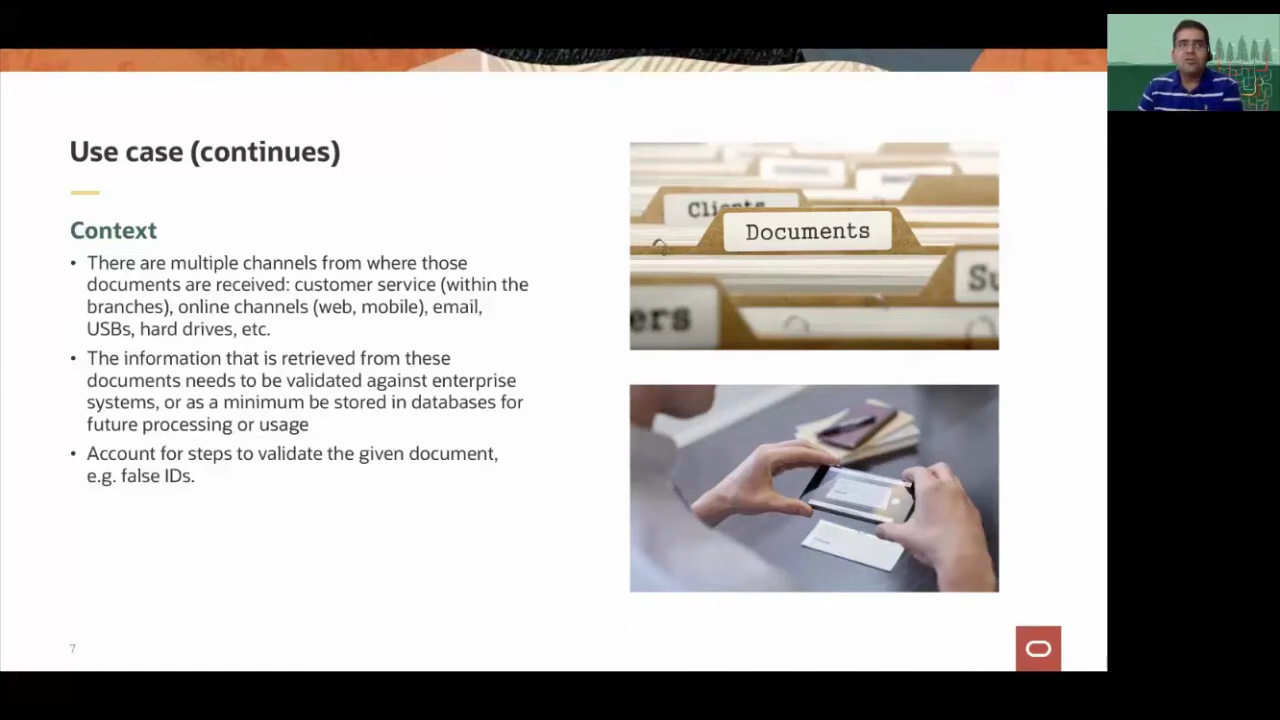 Use case (continues)
Context
• There are multiple channels from where those
documents are received: customer service (within the
branches), online channels (web, mobile), email,
USBs, hard drives, etc.
• The information that is retrieved from these
documents needs to be validated against enterprise
systems, or as a minimum be stored in databases for
future processing or usage
• Account for steps to validate the given document,
e.g. false IDs.
Clients
Documents
Su
ers
7